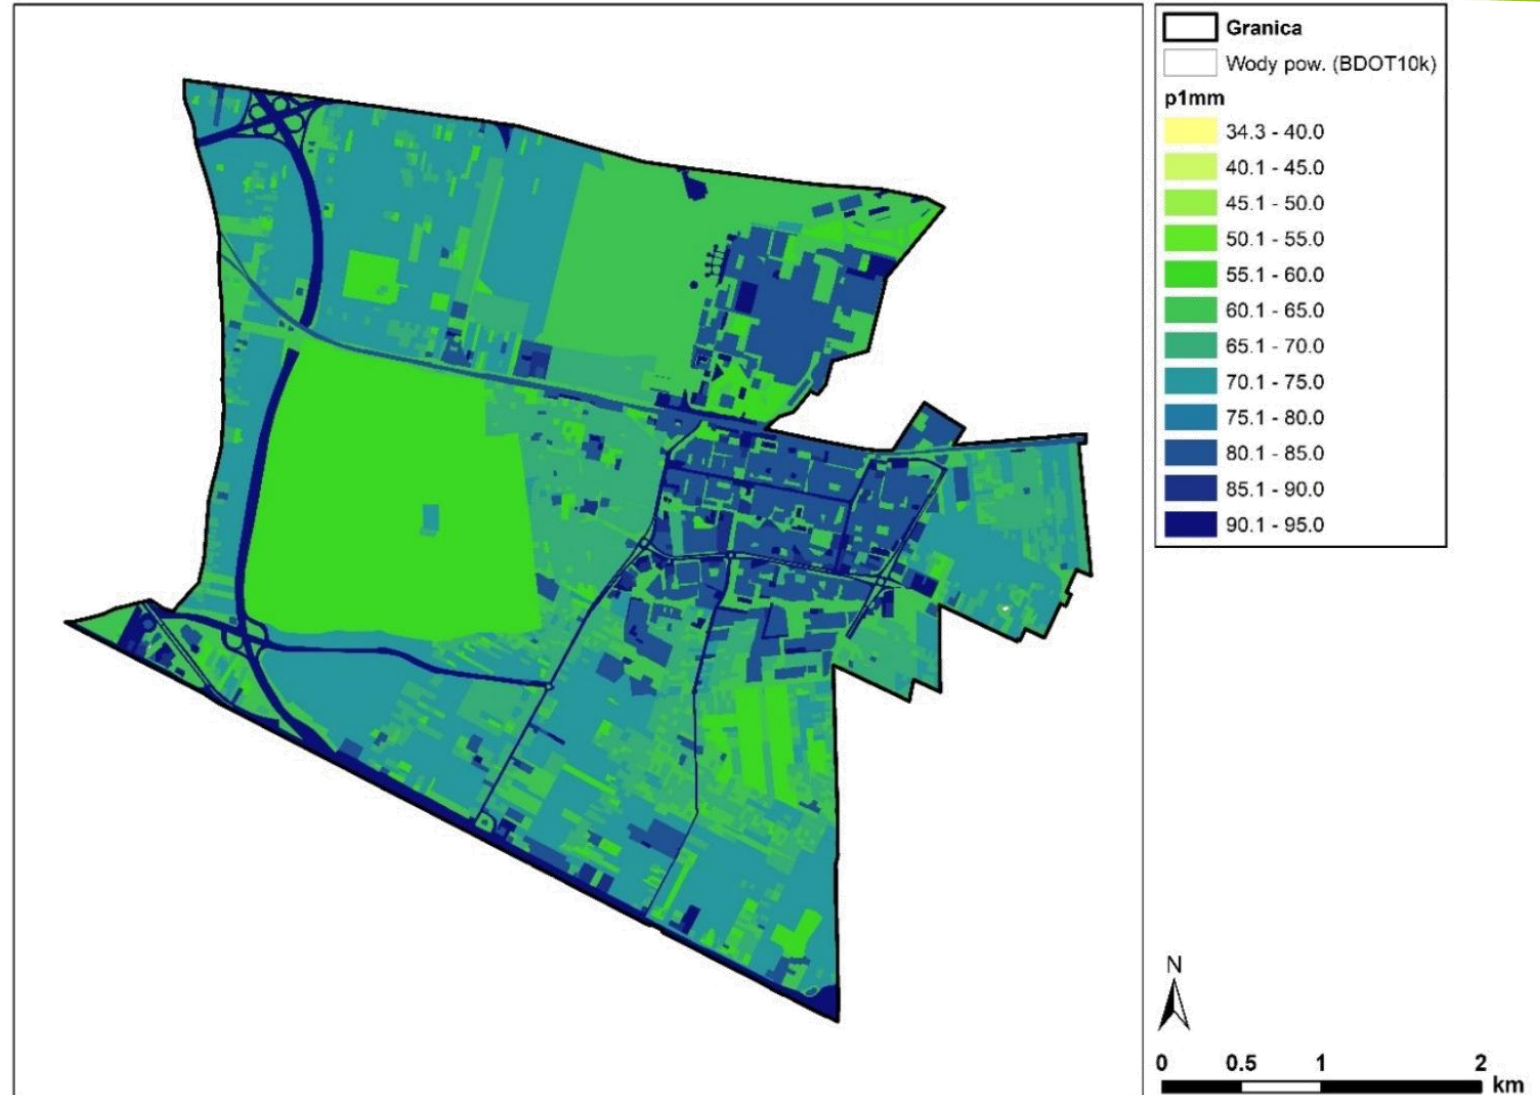 Granica
Wody pow. (BDOT10k)
p1mm
34.3 - 40.0
40.1 - 45.0
45.1 - 50.0
50.1 - 55.0
55.1 - 60.0
60.1 - 65.0
65.1 - 70.0
70.1 - 75.0
75.1 - 80.0
80.1 - 85.0
85.1 - 90.0
90.1 - 95.0
N
0 0.5 1 2
km